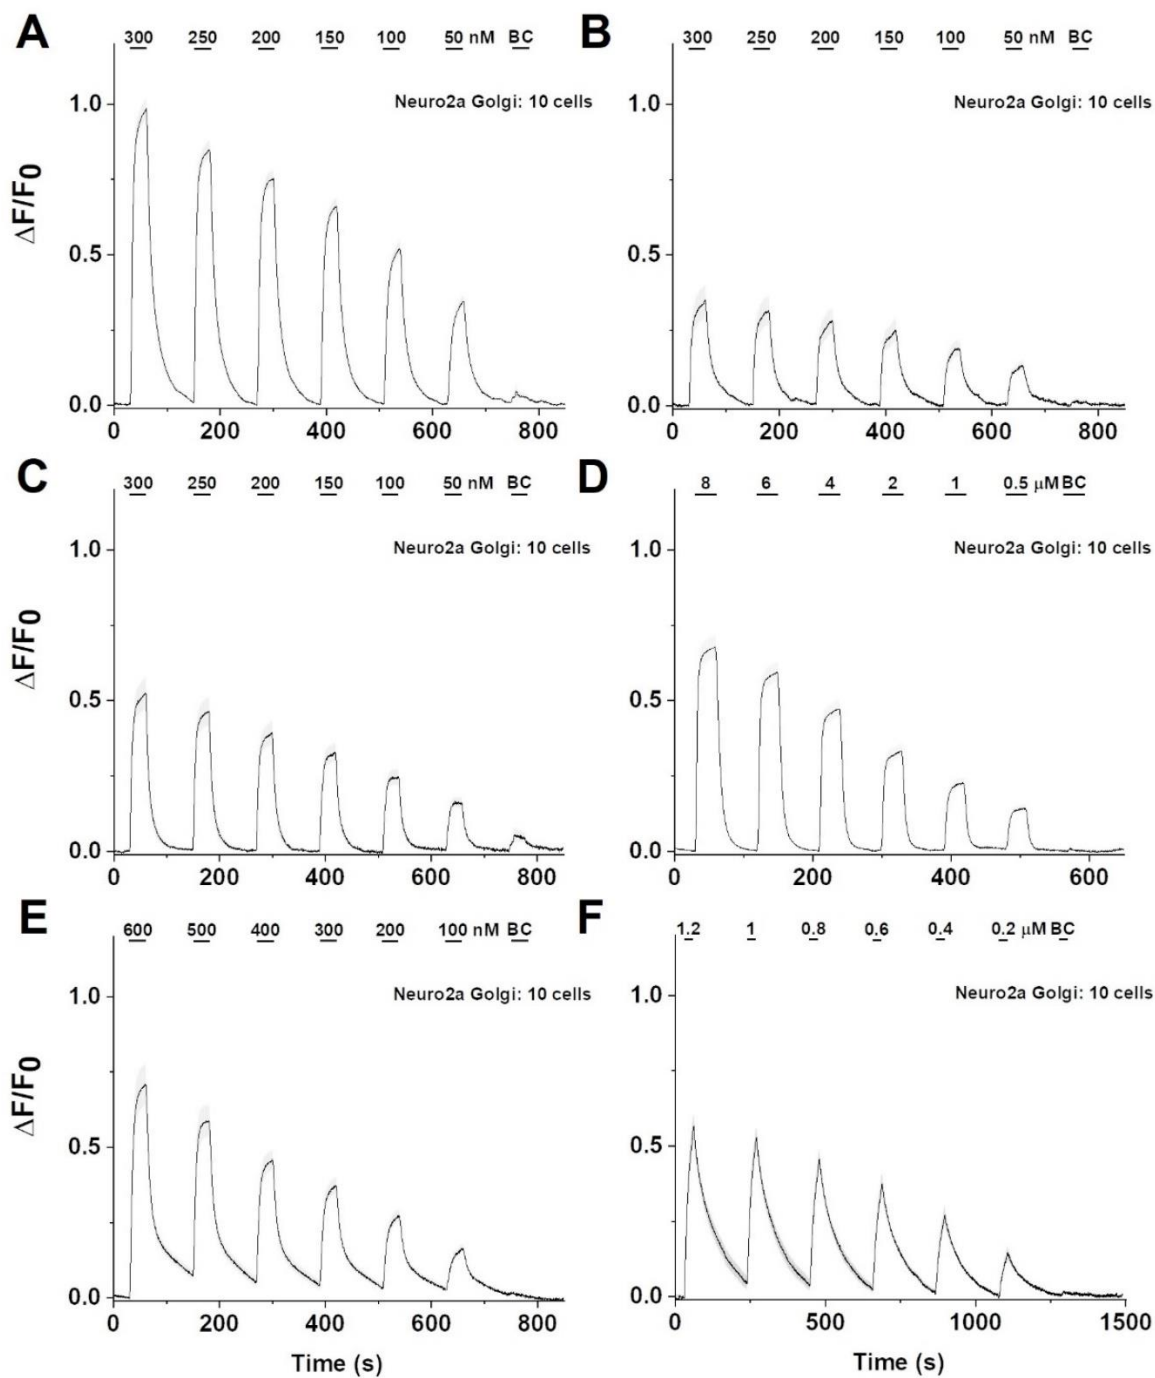 A
300 250 200 150 100 50 nM BC
Neuro2a Golgi: 10 cells
1.0
0.5
0.0
ΔF/F0
0 200 400 600 800
B
300 250 200 150 100 50 nM BC
Neuro2a Golgi: 10 cells
1.0
0.5
0.0
0 200 400 600 800
C
300 250 200 150 100 50 nM BC
Neuro2a Golgi: 10 cells
1.0
0.5
0.0
ΔF/F0
0 200 400 600 800
D
8 6 4 2 1 0.5 μM BC
Neuro2a Golgi: 10 cells
1.0
0.5
0.0
0 200 400 600
E
600 500 400 300 200 100 nM BC
Neuro2a Golgi: 10 cells
1.0
0.5
0.0
ΔF/F0
0 200 400 600 800
Time (s)
F
1.2 1 0.8 0.6 0.4 0.2 μM BC
Neuro2a Golgi: 10 cells
1.0
0.5
0.0
0 500 1000 1500
Time (s)